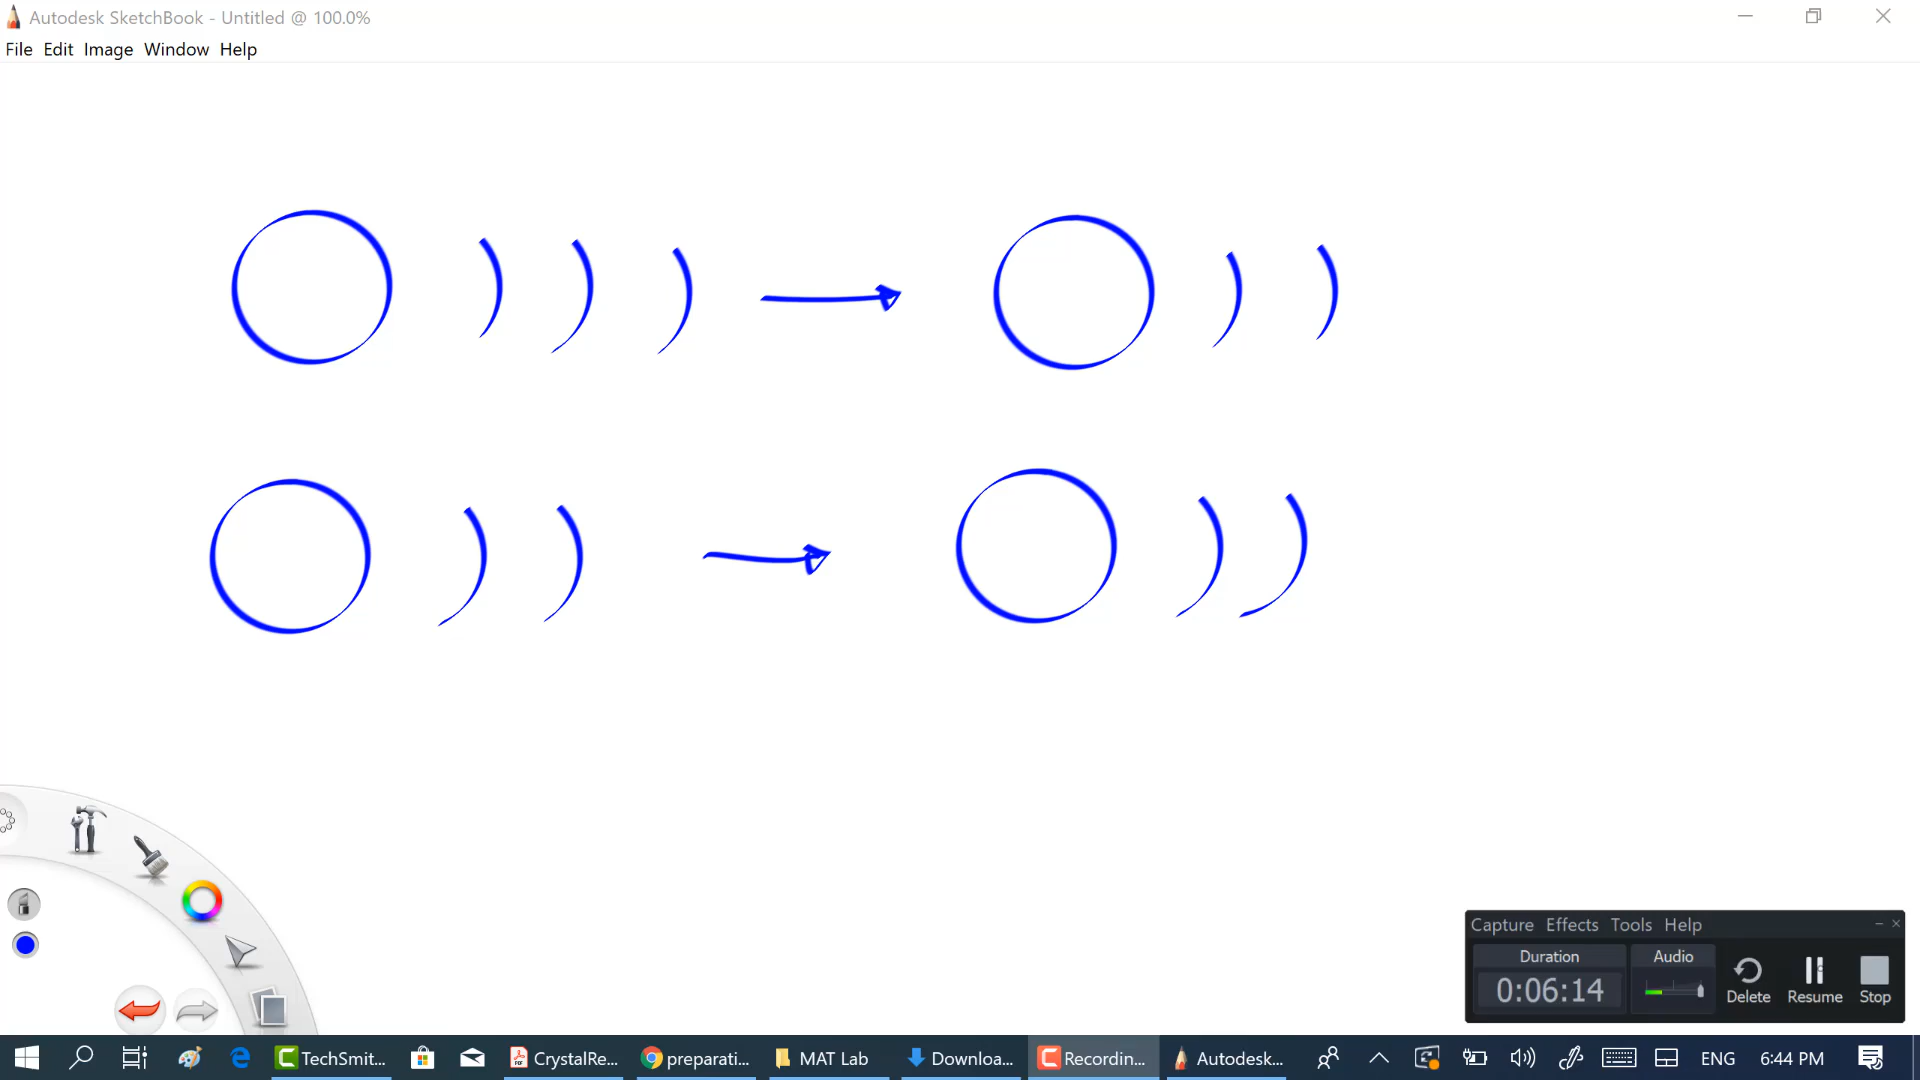 Autodesk SketchBook - Untitled @ 100.0%
File Edit Image Window Help
Capture Effects Tools Help
Duration Audio
0:06:14 Delete Resume Stop
TechSmit... CrystalRe... preparati... MAT Lab Downloa... Recordin... Autodesk... ENG 6:44 PM